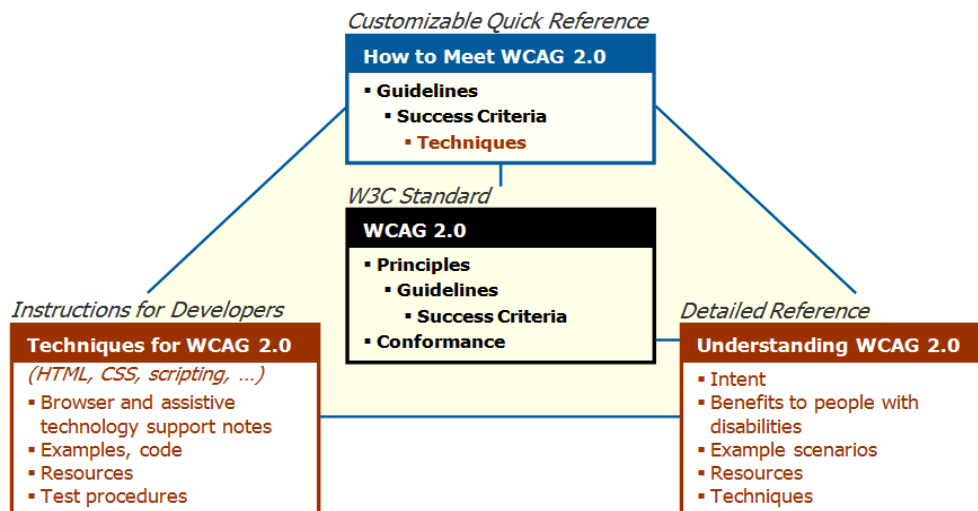 Customizable Quick Reference
How to Meet WCAG 2.0
▪ Guidelines
▪ Success Criteria
▪ Techniques
W3C Standard
WCAG 2.0
▪ Principles
▪ Guidelines
▪ Success Criteria
▪ Conformance
Instructions for Developers
Techniques for WCAG 2.0
(HTML, CSS, scripting, ...)
▪ Browser and assistive
technology support notes
▪ Examples, code
▪ Resources
▪ Test procedures
Detailed Reference
Understanding WCAG 2.0
▪ Intent
▪ Benefits to people with
disabilities
▪ Example scenarios
▪ Resources
▪ Techniques